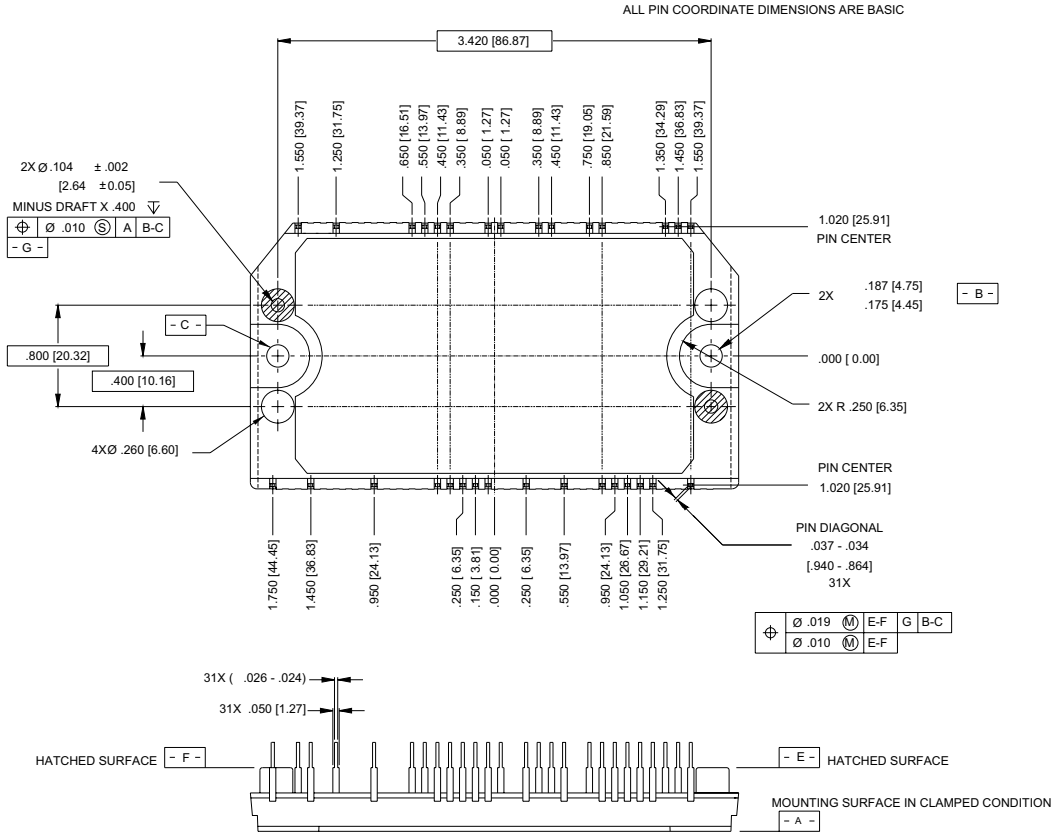 ALL PIN COORDINATE DIMENSIONS ARE BASIC
3.420 [86.87]
1.550 [39.37]
1.250 [31.75]
.650 [16.51]
.550 [13.97]
.450 [11.43]
.350 [ 8.89]
.050 [ 1.27]
.050 [ 1.27]
.350 [ 8.89]
.450 [11.43]
.750 [19.05]
.850 [21.59]
1.350 [34.29]
1.450 [36.83]
1.550 [39.37]
2X Ø .104 ± .002
[2.64 ±0.05]
MINUS DRAFT X .400
Ø .010 Ⓢ A B-C
- G -
1.020 [25.91]
PIN CENTER
2X .187 [4.75]
.175 [4.45]
- B -
- C -
.800 [20.32]
.400 [10.16]
.000 [ 0.00]
2X R .250 [6.35]
4XØ .260 [6.60]
PIN CENTER
1.020 [25.91]
1.750 [44.45]
1.450 [36.83]
.950 [24.13]
.250 [ 6.35]
.150 [ 3.81]
.000 [ 0.00]
.250 [ 6.35]
.550 [13.97]
.950 [24.13]
1.050 [26.67]
1.150 [29.21]
1.250 [31.75]
PIN DIAGONAL
.037 - .034
[.940 - .864]
31X
Ø .019 Ⓜ E-F G B-C
Ø .010 Ⓜ E-F
31X ( .026 - .024)
31X .050 [1.27]
HATCHED SURFACE - F -
- E - HATCHED SURFACE
MOUNTING SURFACE IN CLAMPED CONDITION
- A -